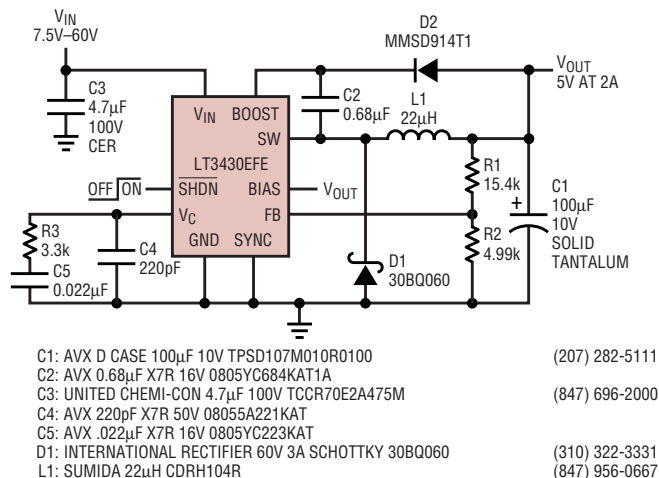 VIN
7.5V–60V
C3
4.7µF
100V
CER
D2
MMSD914T1
VOUT
5V AT 2A
C2
0.68µF
L1
22µH
VIN BOOST
SW
LT3430EFE
OFF ON
SHDN BIAS
VOUT
VC FB
GND SYNC
R1
15.4k
C1
100µF
10V
SOLID
TANTALUM
+
R2
4.99k
R3
3.3k
C4
220pF
C5
0.022µF
D1
30BQ060
C1: AVX D CASE 100µF 10V TPSD107M010R0100 (207) 282-5111
C2: AVX 0.68µF X7R 16V 0805YC684KAT1A
C3: UNITED CHEMI-CON 4.7µF 100V TCCR70E2A475M (847) 696-2000
C4: AVX 220pF X7R 50V 08055A221KAT
C5: AVX .022µF X7R 16V 0805YC223KAT
D1: INTERNATIONAL RECTIFIER 60V 3A SCHOTTKY 30BQ060 (310) 322-3331
L1: SUMIDA 22µH CDRH104R (847) 956-0667